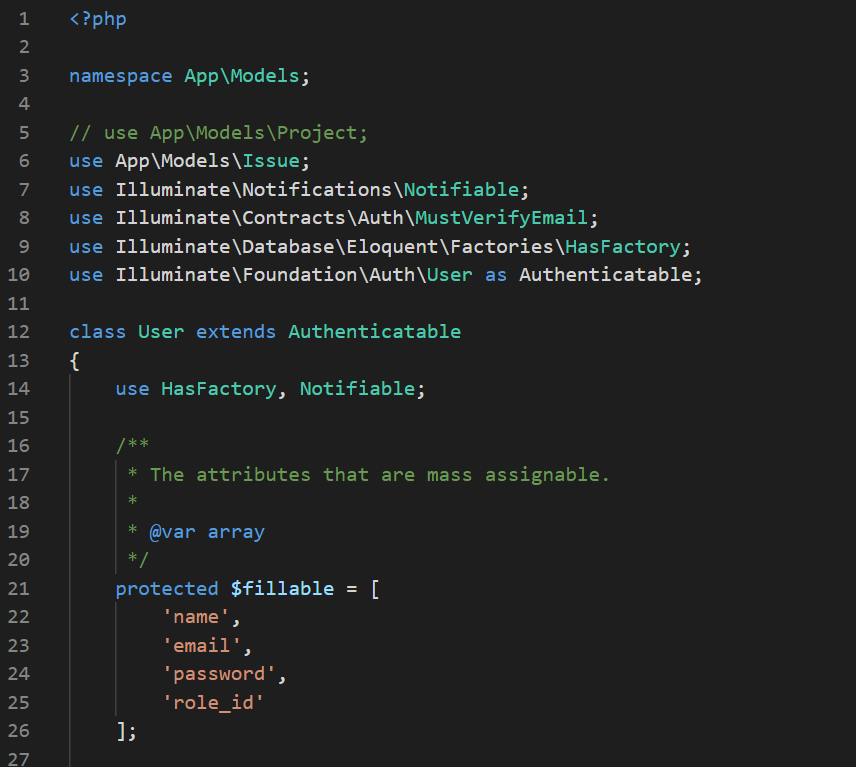 1 <?php
2
3 namespace App\Models;
4
5 // use App\Models\Project;
6 use App\Models\Issue;
7 use Illuminate\Notifications\Notifiable;
8 use Illuminate\Contracts\Auth\MustVerifyEmail;
9 use Illuminate\Database\Eloquent\Factories\HasFactory;
10 use Illuminate\Foundation\Auth\User as Authenticatable;
11
12 class User extends Authenticatable
13 {
14     use HasFactory, Notifiable;
15
16     /**
17      * The attributes that are mass assignable.
18      *
19      * @var array
20      */
21     protected $fillable = [
22         'name',
23         'email',
24         'password',
25         'role_id'
26     ];
27